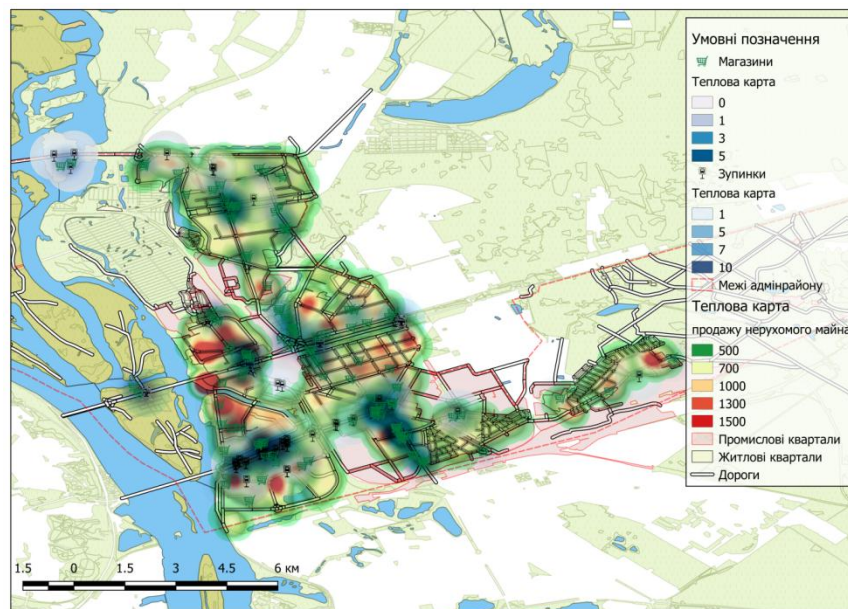 Умовні позначення
Магазини
Теплова карта
0
1
3
5
Зупинки
Теплова карта
1
5
7
10
Межі адмінрайону
Теплова карта
продажу нерухомого майна
500
700
1000
1300
1500
Промислові квартали
Житлові квартали
Дороги
1.5 0 1.5 3 4.5 6 км